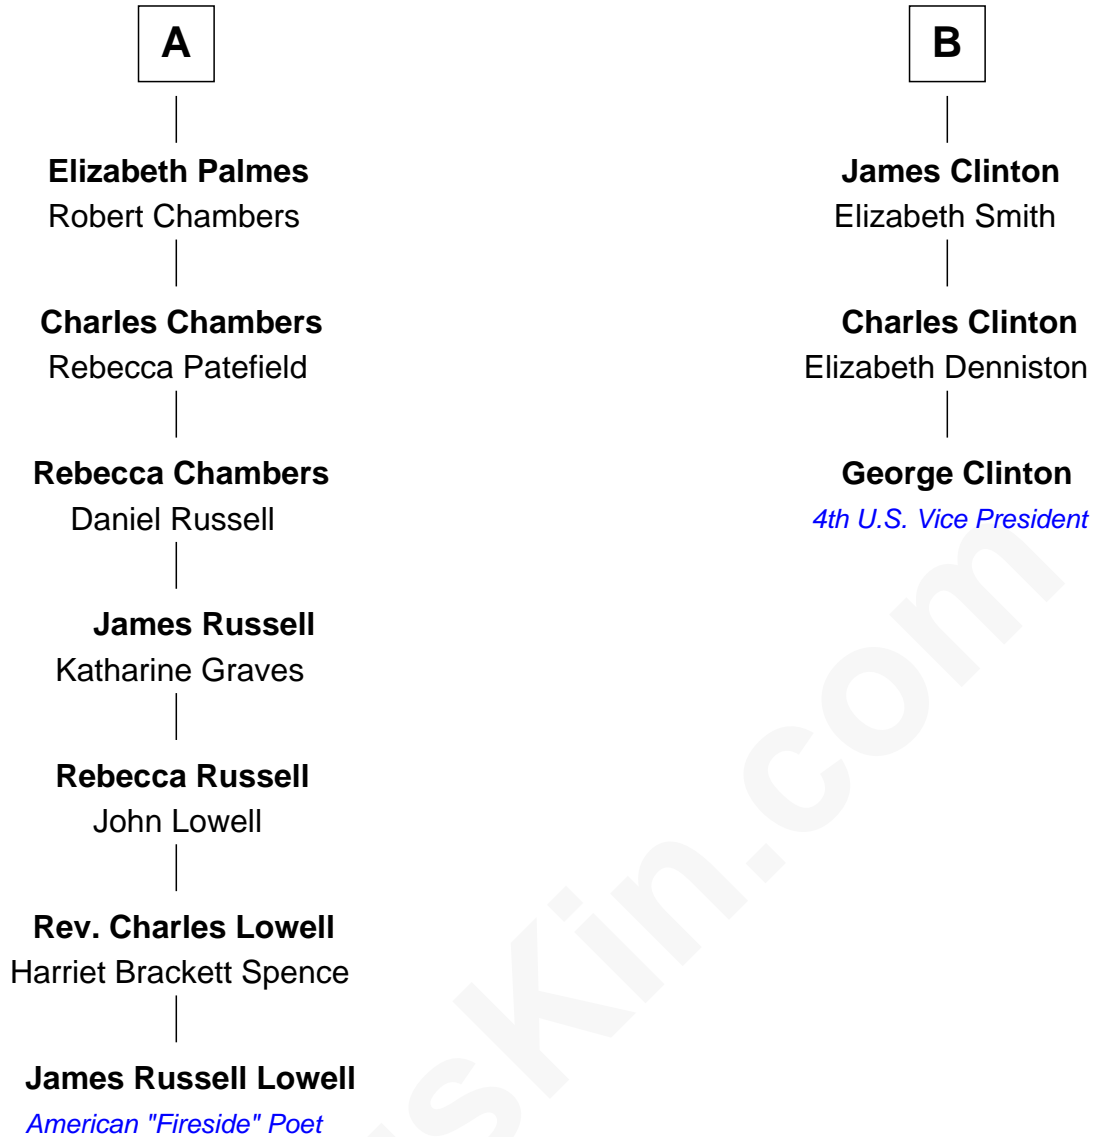 A
B
Elizabeth Palmes
Robert Chambers
James Clinton
Elizabeth Smith
Charles Chambers
Rebecca Patefield
Charles Clinton
Elizabeth Denniston
Rebecca Chambers
Daniel Russell
George Clinton
4th U.S. Vice President
James Russell
Katharine Graves
Rebecca Russell
John Lowell
Rev. Charles Lowell
Harriet Brackett Spence
James Russell Lowell
American "Fireside" Poet
usKin.com